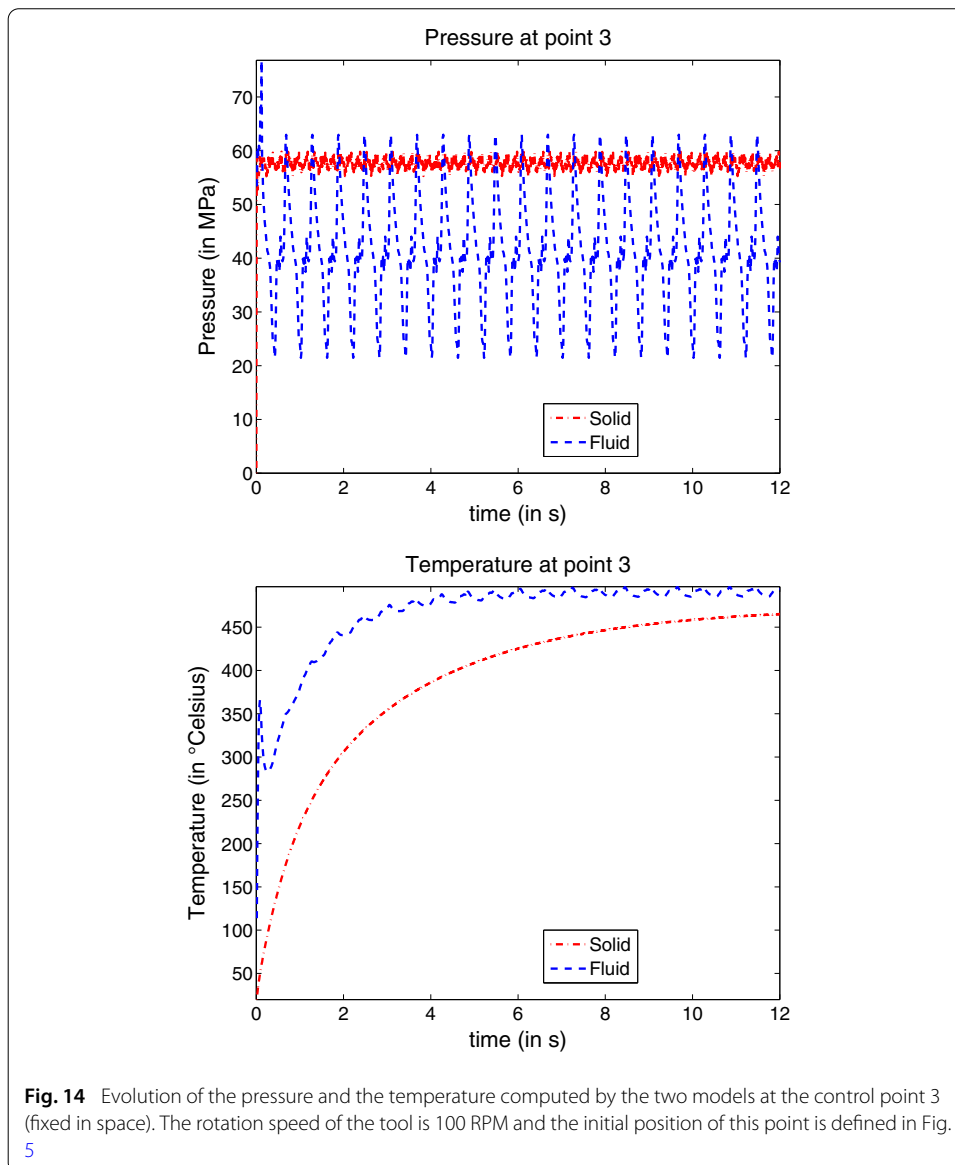 Pressure at point 3
70
60
50
40
30
20
10
0
Pressure (in MPa)
Solid
Fluid
0 2 4 6 8 10 12
time (in s)
Temperature at point 3
450
400
350
300
250
200
150
100
50
Temperature (in °Celsius)
Solid
Fluid
0 2 4 6 8 10 12
time (in s)
Fig. 14 Evolution of the pressure and the temperature computed by the two models at the control point 3
(fixed in space). The rotation speed of the tool is 100 RPM and the initial position of this point is defined in Fig.
5